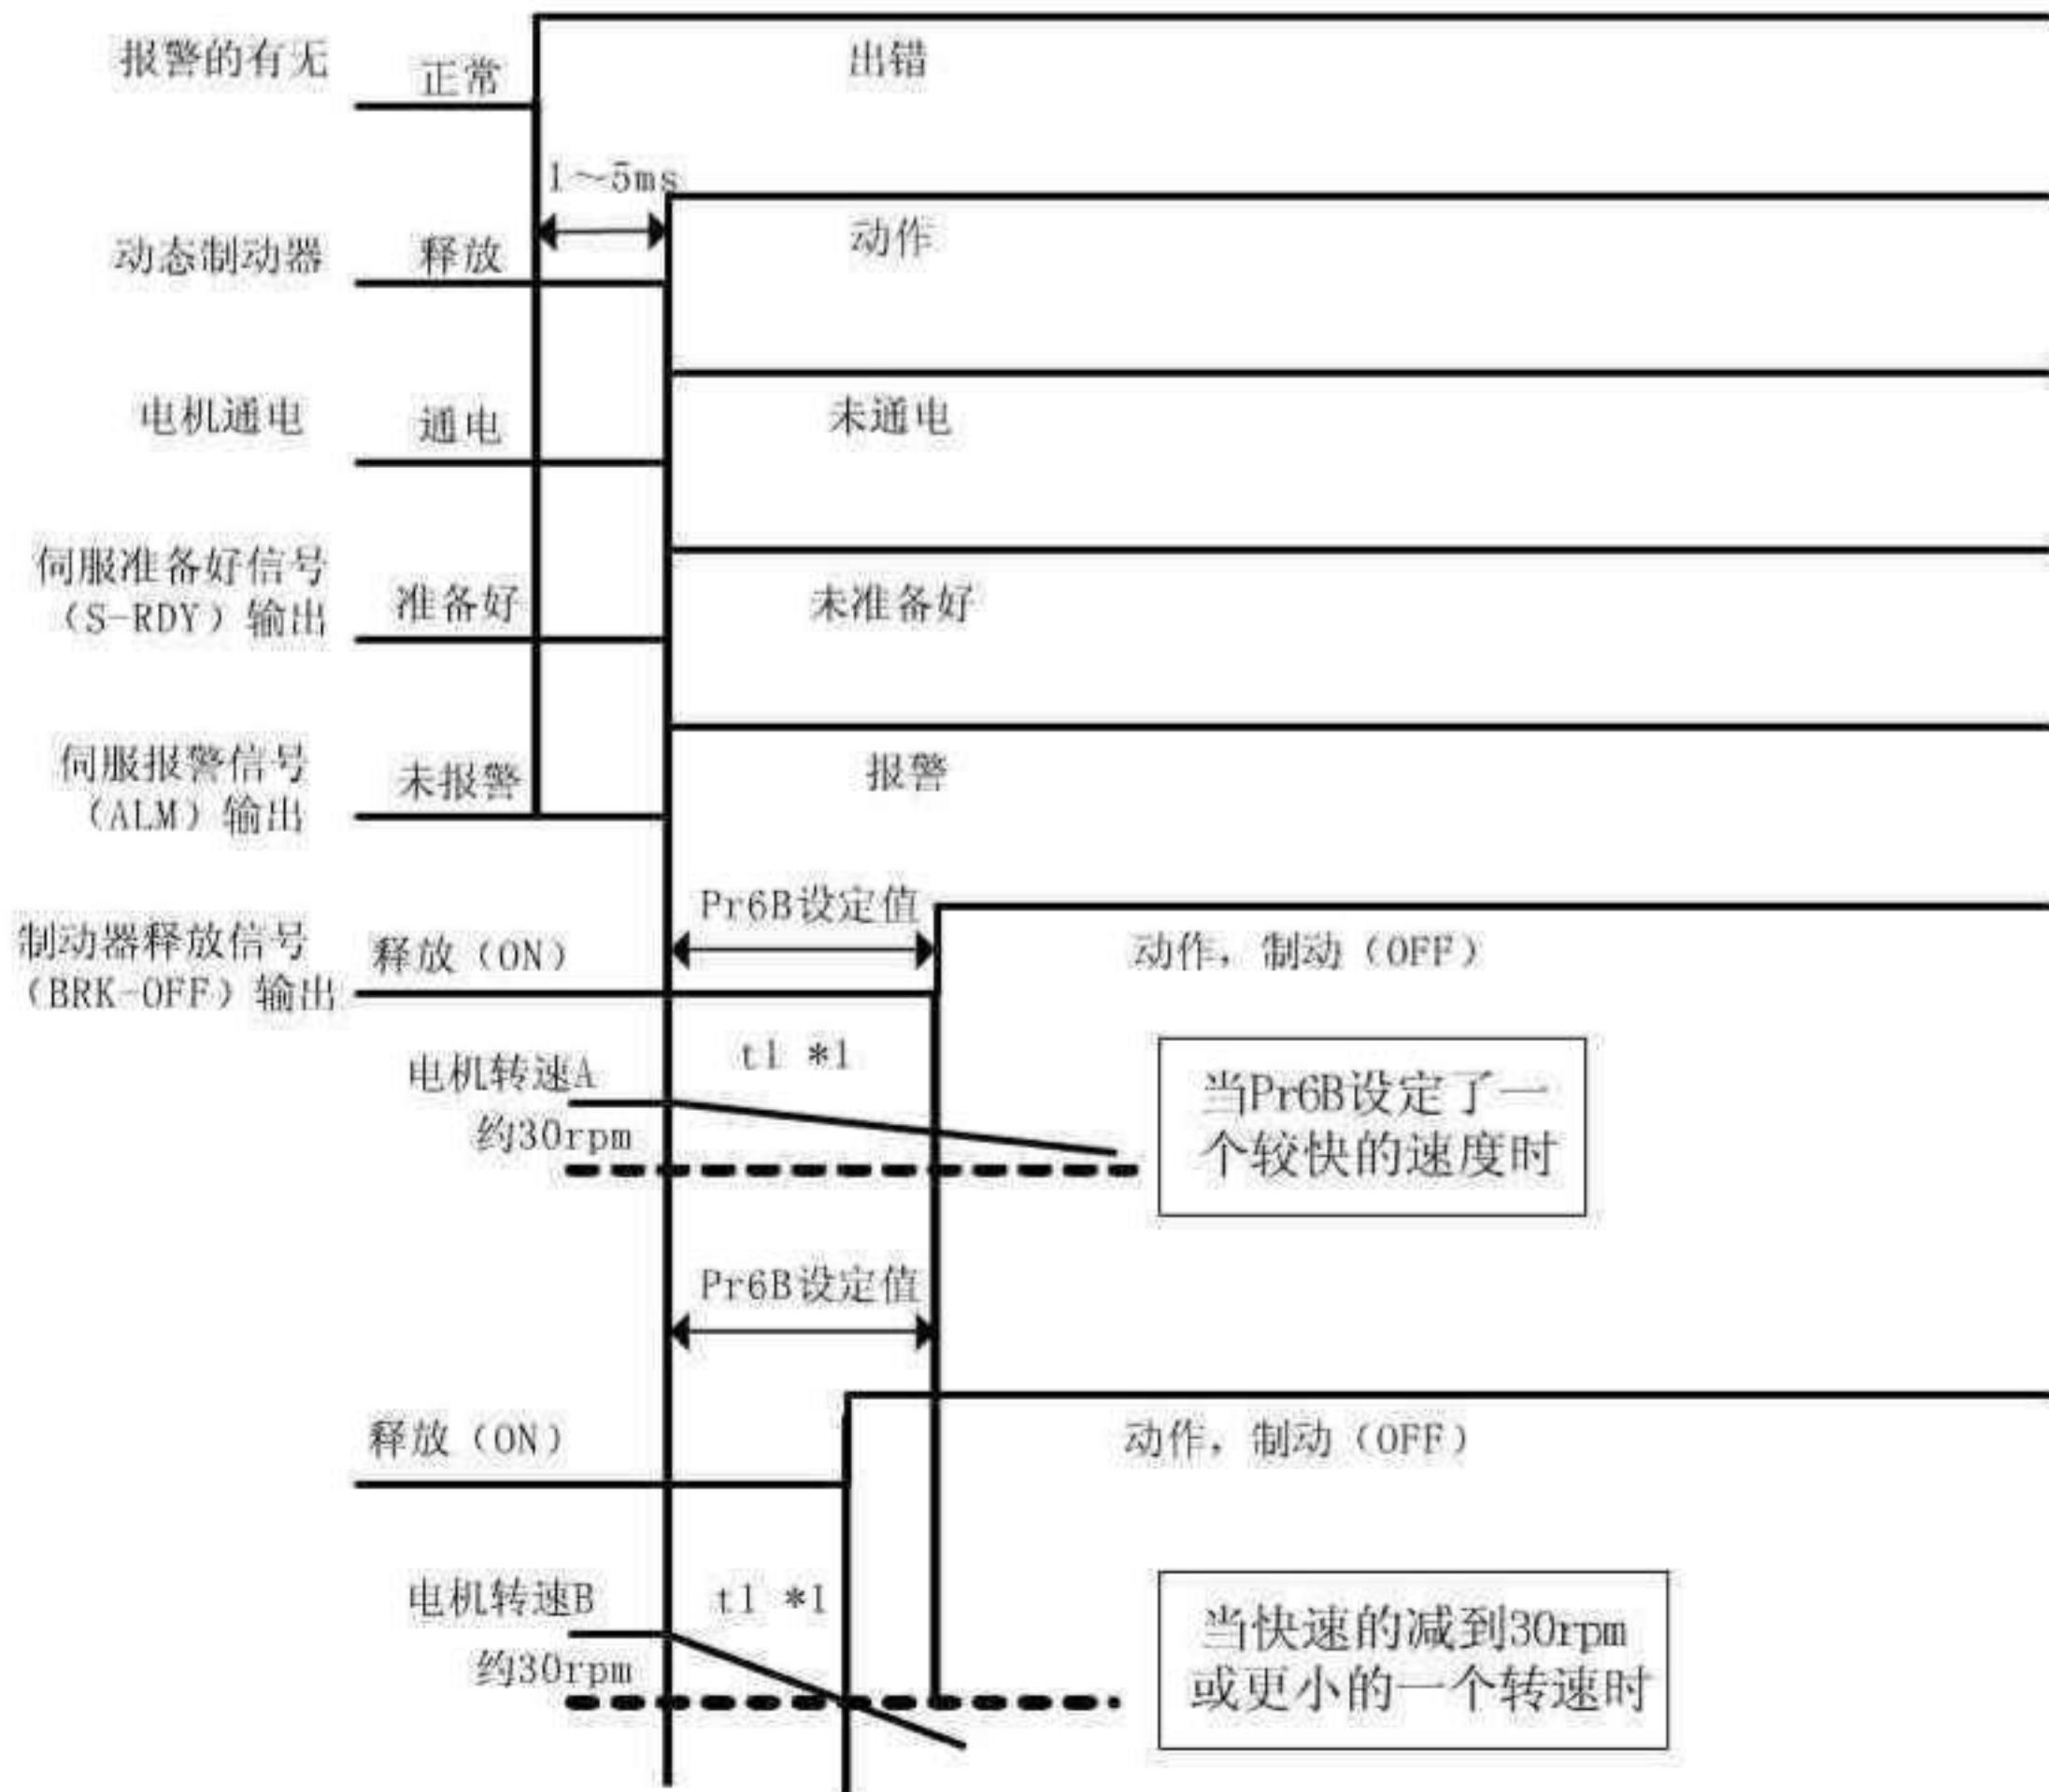 报警的有无
正常
出错
1～5ms
动态制动器
释放
动作
电机通电
通电
未通电
伺服准备好信号
（S-RDY）输出
准备好
未准备好
伺服报警信号
（ALM）输出
未报警
报警
Pr6B设定值
制动器释放信号
（BRK-OFF）输出
释放（ON）
动作，制动（OFF）
t1 *1
电机转速A
约30rpm
当Pr6B设定了一
个较快的速度时
Pr6B设定值
释放（ON）
动作，制动（OFF）
电机转速B
t1 *1
约30rpm
当快速的减到30rpm
或更小的一个转速时